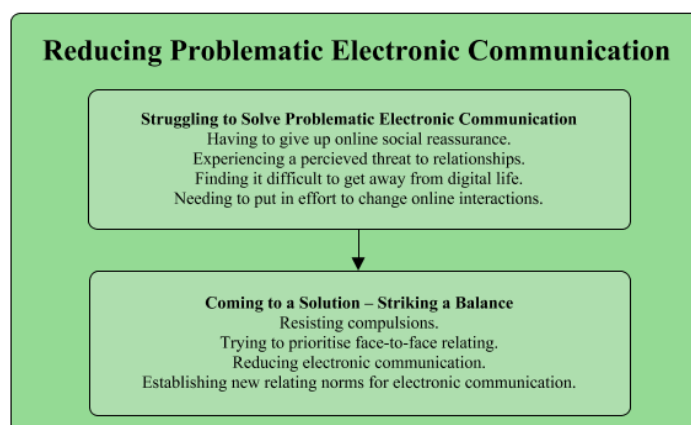 Reducing Problematic Electronic Communication
Struggling to Solve Problematic Electronic Communication
Having to give up online social reassurance.
Experiencing a percieved threat to relationships.
Finding it difficult to get away from digital life.
Needing to put in effort to change online interactions.
Coming to a Solution – Striking a Balance
Resisting compulsions.
Trying to prioritise face-to-face relating.
Reducing electronic communication.
Establishing new relating norms for electronic communication.